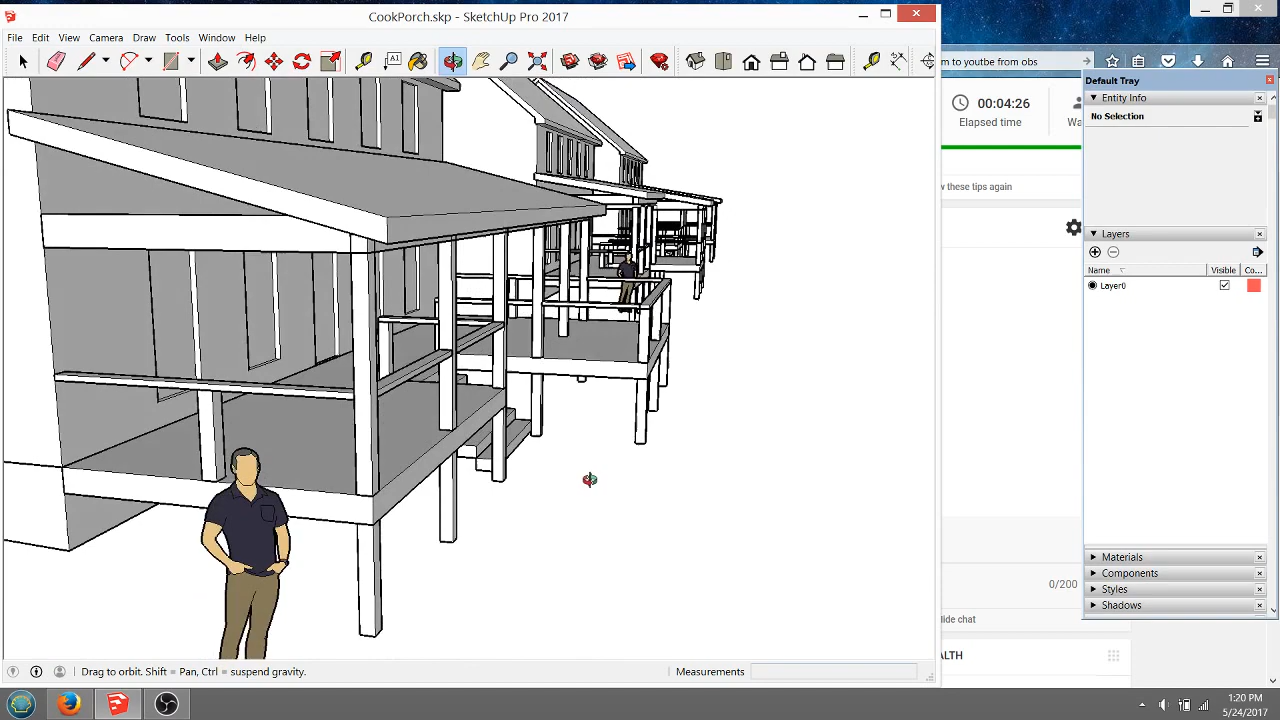 CookPorch.skp - SketchUp Pro 2017
File Edit View Camera Draw Tools Window Help
A1
m to youtbe from obs
00:04:26
Elapsed time
Wa
w these tips again
Default Tray
Entity Info
No Selection
Layers
Name Visible Co...
Layer0
Materials
Components
Styles
Shadows
0/200
lide chat
ALTH
Drag to orbit. Shift = Pan, Ctrl = suspend gravity.
Measurements
1:20 PM
5/24/2017